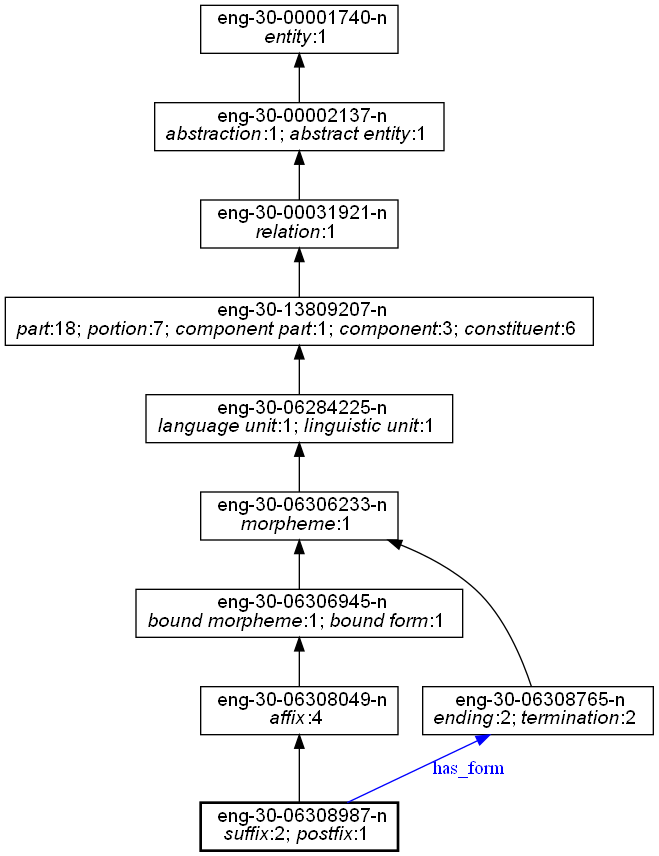 eng-30-00001740-n
entity:1
eng-30-00002137-n
abstraction:1; abstract entity:1
eng-30-00031921-n
relation:1
eng-30-13809207-n
part:18; portion:7; component part:1; component:3; constituent:6
eng-30-06284225-n
language unit:1; linguistic unit:1
eng-30-06306233-n
morpheme:1
eng-30-06306945-n
bound morpheme:1; bound form:1
eng-30-06308049-n
affix:4
eng-30-06308765-n
ending:2; termination:2
has_form
eng-30-06308987-n
suffix:2; postfix:1